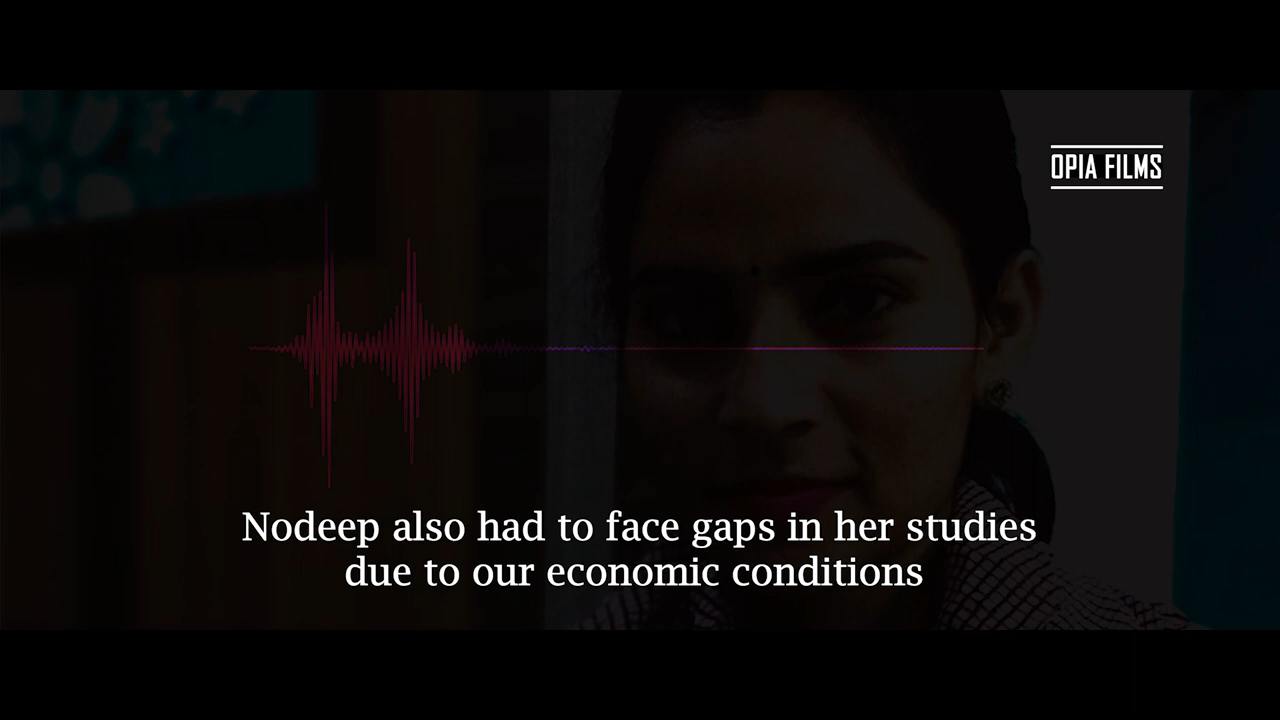 OPIA FILMS
Nodeep also had to face gaps in her studies
due to our economic conditions